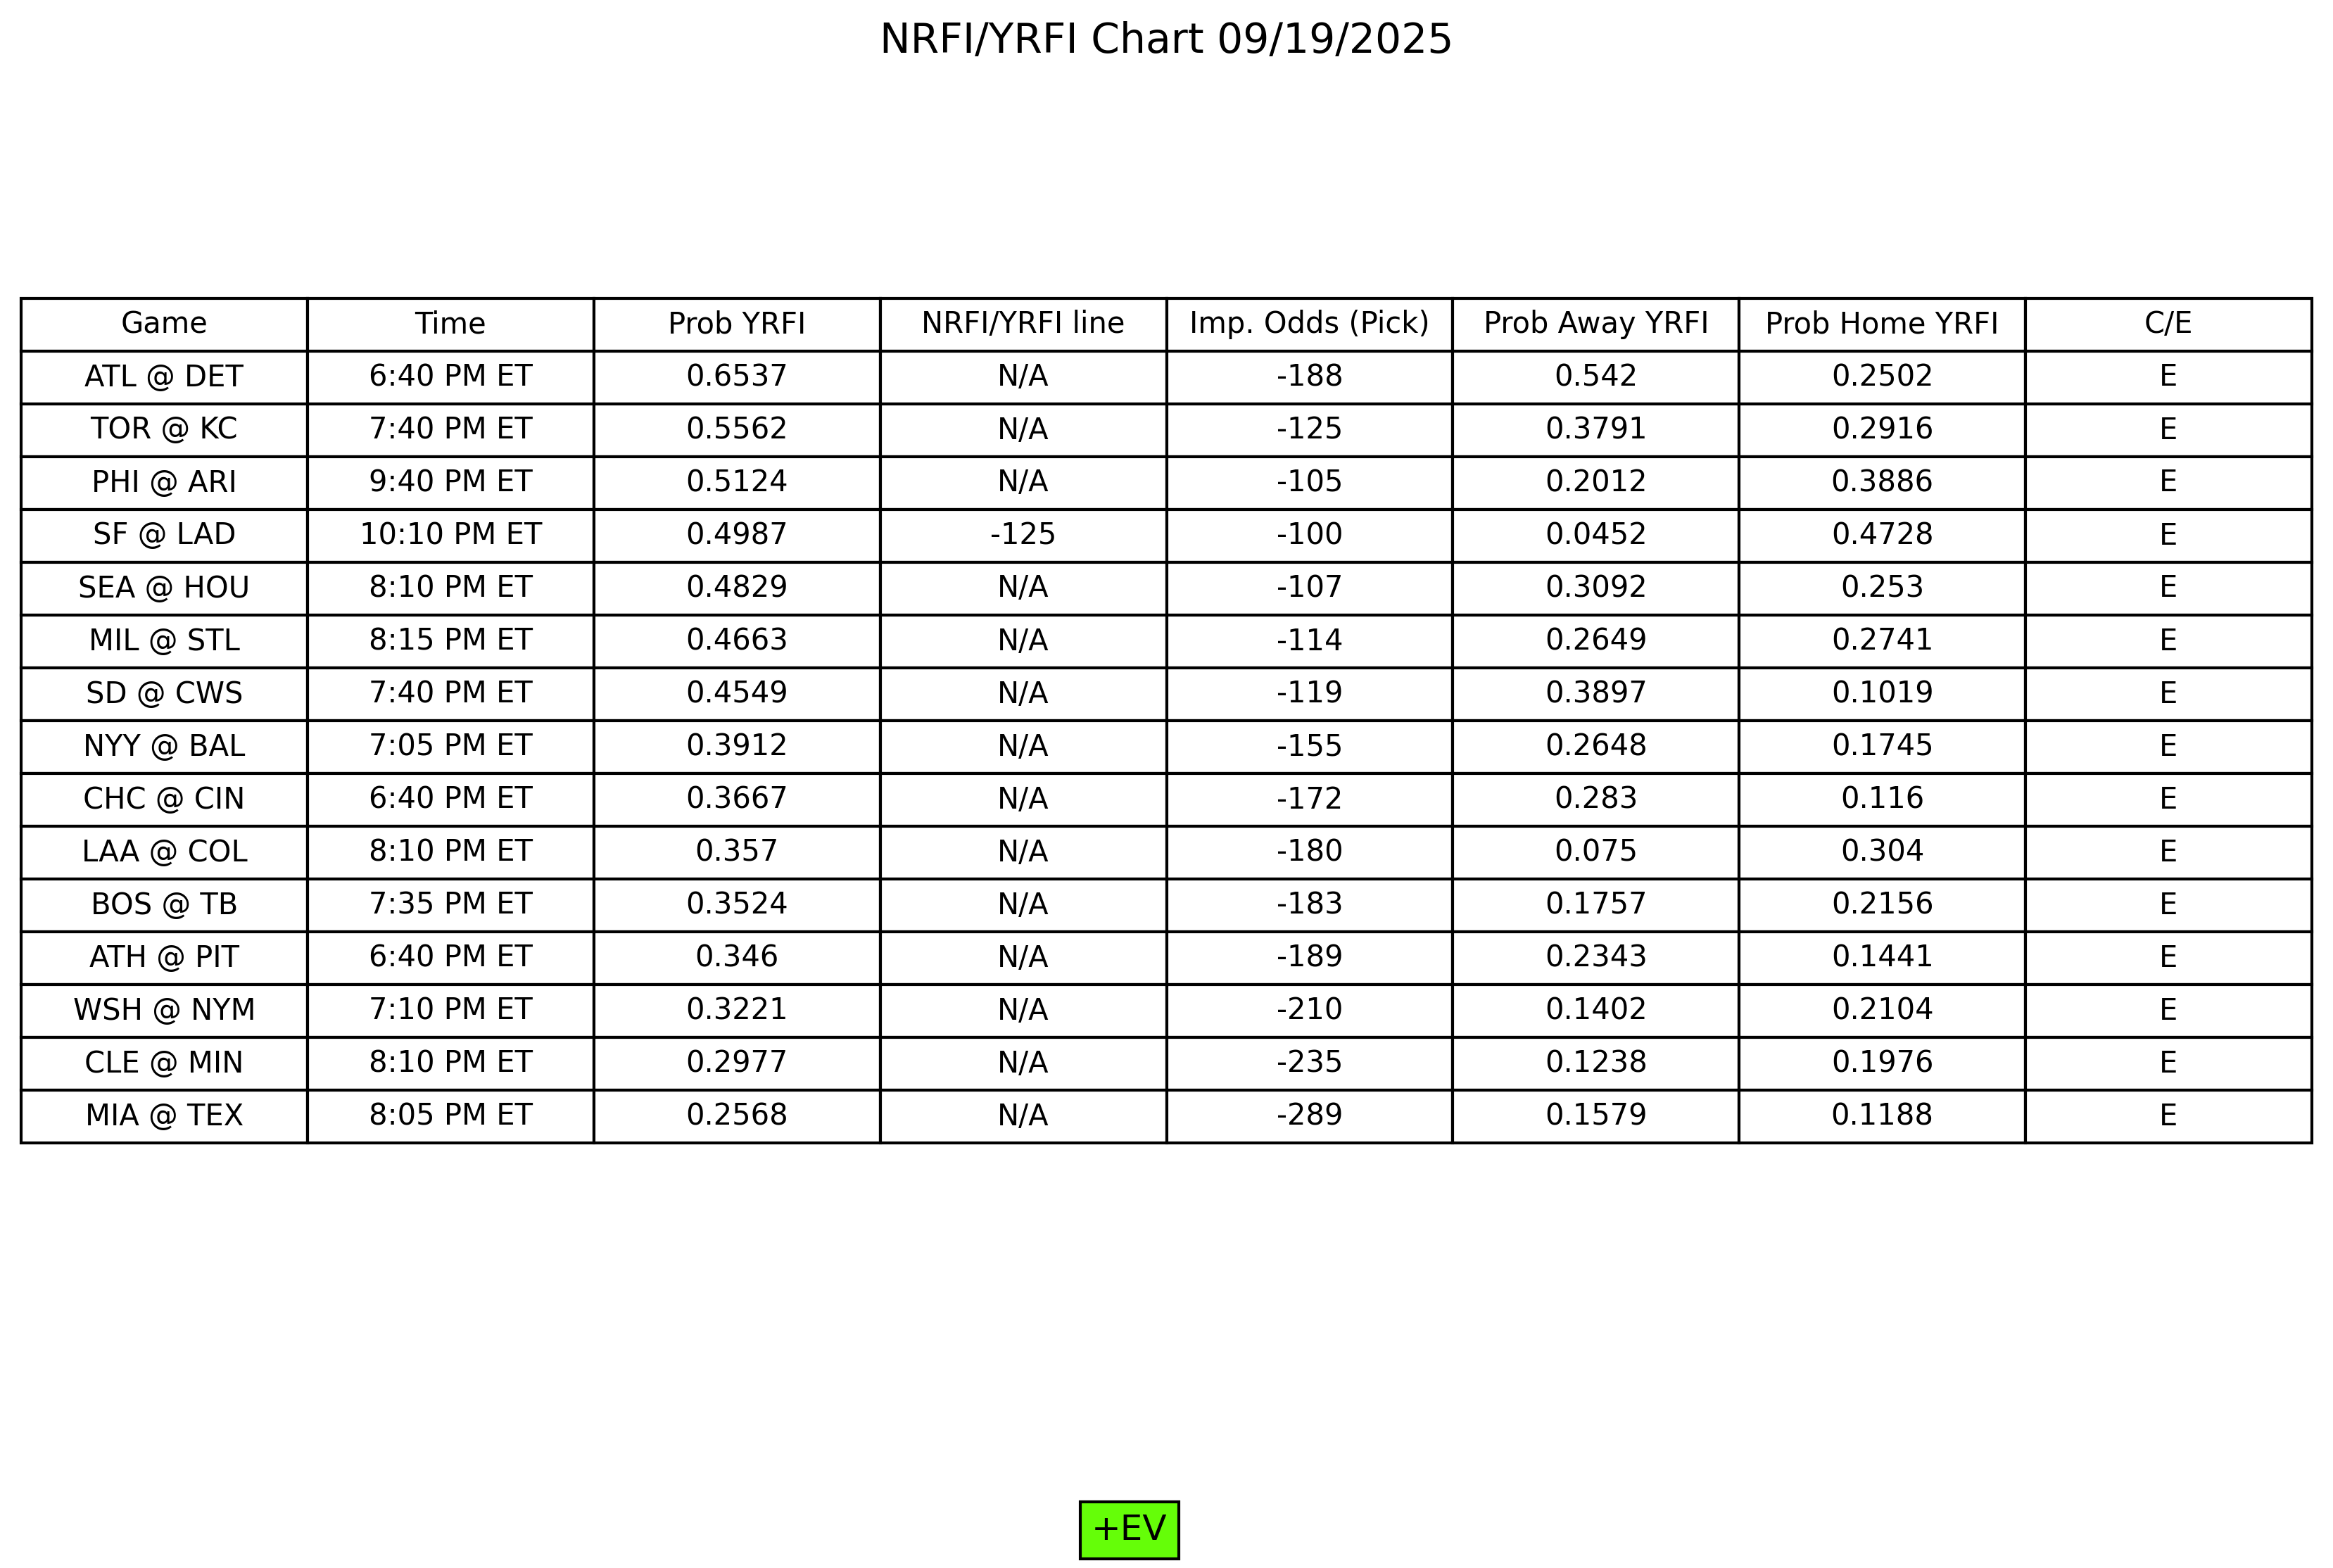 NRFI/YRFI Chart 09/19/2025
Game Time Prob YRFI NRFI/YRFI line Imp. Odds (Pick) Prob Away YRFI Prob Home YRFI C/E
ATL @ DET 6:40 PM ET 0.6537 N/A -188 0.542 0.2502 E
TOR @ KC 7:40 PM ET 0.5562 N/A -125 0.3791 0.2916 E
PHI @ ARI 9:40 PM ET 0.5124 N/A -105 0.2012 0.3886 E
SF @ LAD 10:10 PM ET 0.4987 -125 -100 0.0452 0.4728 E
SEA @ HOU 8:10 PM ET 0.4829 N/A -107 0.3092 0.253 E
MIL @ STL 8:15 PM ET 0.4663 N/A -114 0.2649 0.2741 E
SD @ CWS 7:40 PM ET 0.4549 N/A -119 0.3897 0.1019 E
NYY @ BAL 7:05 PM ET 0.3912 N/A -155 0.2648 0.1745 E
CHC @ CIN 6:40 PM ET 0.3667 N/A -172 0.283 0.116 E
LAA @ COL 8:10 PM ET 0.357 N/A -180 0.075 0.304 E
BOS @ TB 7:35 PM ET 0.3524 N/A -183 0.1757 0.2156 E
ATH @ PIT 6:40 PM ET 0.346 N/A -189 0.2343 0.1441 E
WSH @ NYM 7:10 PM ET 0.3221 N/A -210 0.1402 0.2104 E
CLE @ MIN 8:10 PM ET 0.2977 N/A -235 0.1238 0.1976 E
MIA @ TEX 8:05 PM ET 0.2568 N/A -289 0.1579 0.1188 E
+EV